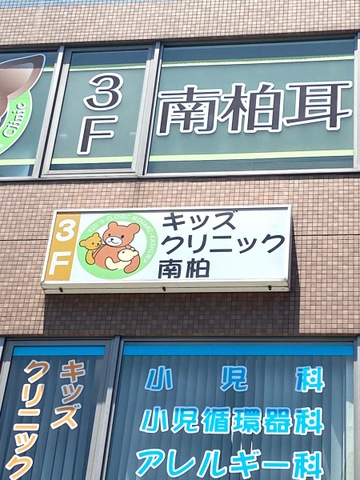 Clinic
3F
南柏耳
3F
キッズ
クリニック
南柏
キッズ
クリニック
小児科
小児循環器科
アレルギー科